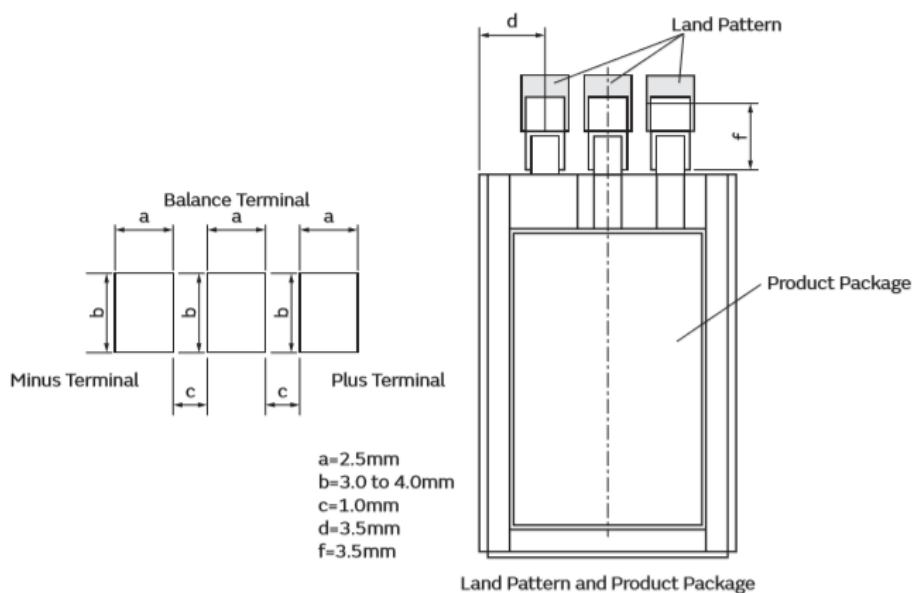 d
Land Pattern
f
Balance Terminal
a
a
a
b
b
b
Product Package
Minus Terminal
Plus Terminal
c
c
a=2.5mm
b=3.0 to 4.0mm
c=1.0mm
d=3.5mm
f=3.5mm
Land Pattern and Product Package